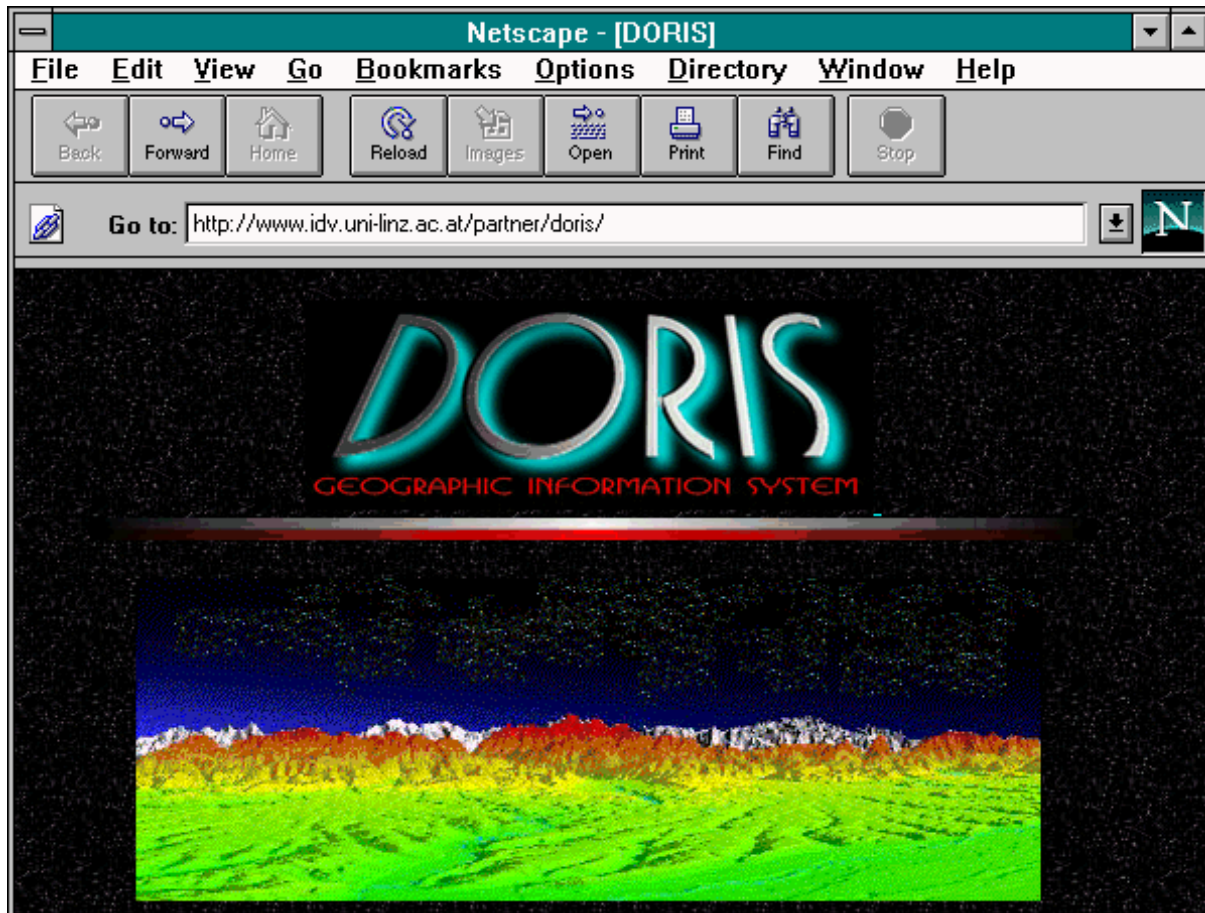 Netscape - [DORIS]
File Edit View Go Bookmarks Options Directory Window Help
Back Forward Home Reload Images Open Print Find Stop
Go to: http://www.idv.uni-linz.ac.at/partner/doris/ N
DORIS
GEOGRAPHIC INFORMATION SYSTEM